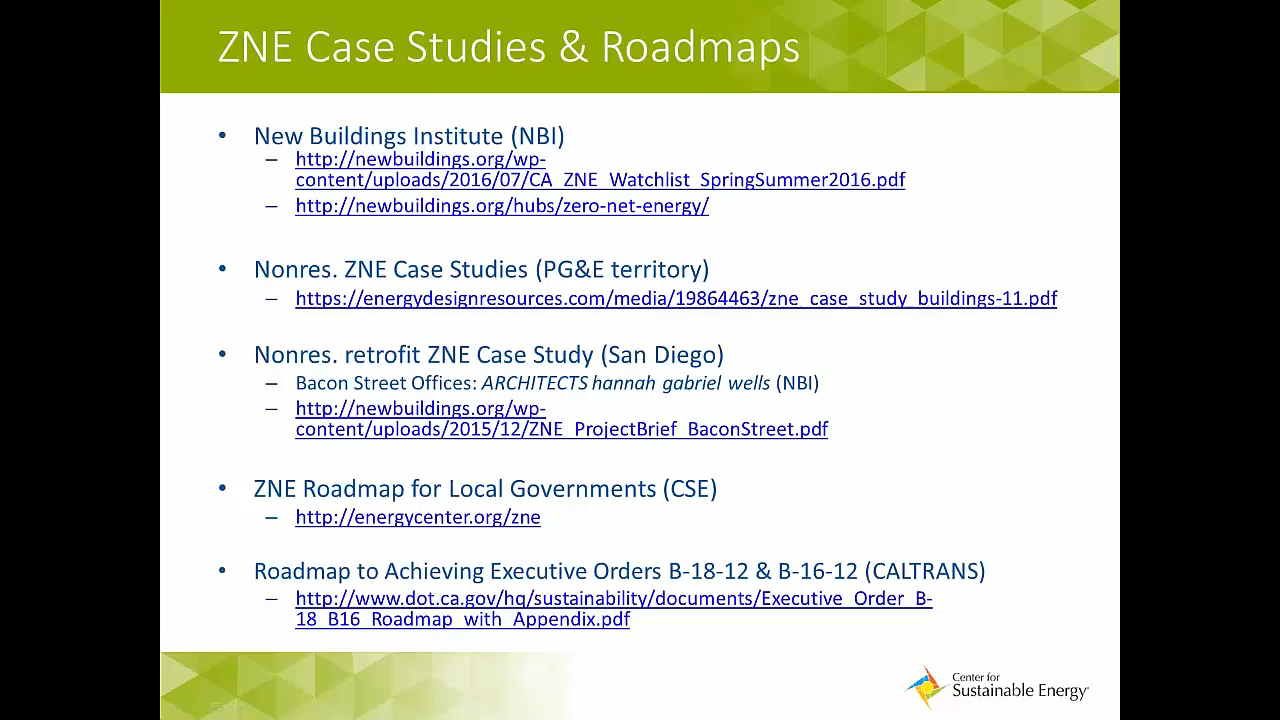 ZNE Case Studies & Roadmaps
• New Buildings Institute (NBI)
– http://newbuildings.org/wp-
content/uploads/2016/07/CA_ZNE_Watchlist_SpringSummer2016.pdf
– http://newbuildings.org/hubs/zero-net-energy/
• Nonres. ZNE Case Studies (PG&E territory)
– https://energydesignresources.com/media/19864463/zne_case_study_buildings-11.pdf
• Nonres. retrofit ZNE Case Study (San Diego)
– Bacon Street Offices: ARCHITECTS hannah gabriel wells (NBI)
– http://newbuildings.org/wp-
content/uploads/2015/12/ZNE_ProjectBrief_BaconStreet.pdf
• ZNE Roadmap for Local Governments (CSE)
– http://energycenter.org/zne
• Roadmap to Achieving Executive Orders B-18-12 & B-16-12 (CALTRANS)
– http://www.dot.ca.gov/hq/sustainability/documents/Executive_Order_B-
18_B16_Roadmap_with_Appendix.pdf
Center for
Sustainable Energy